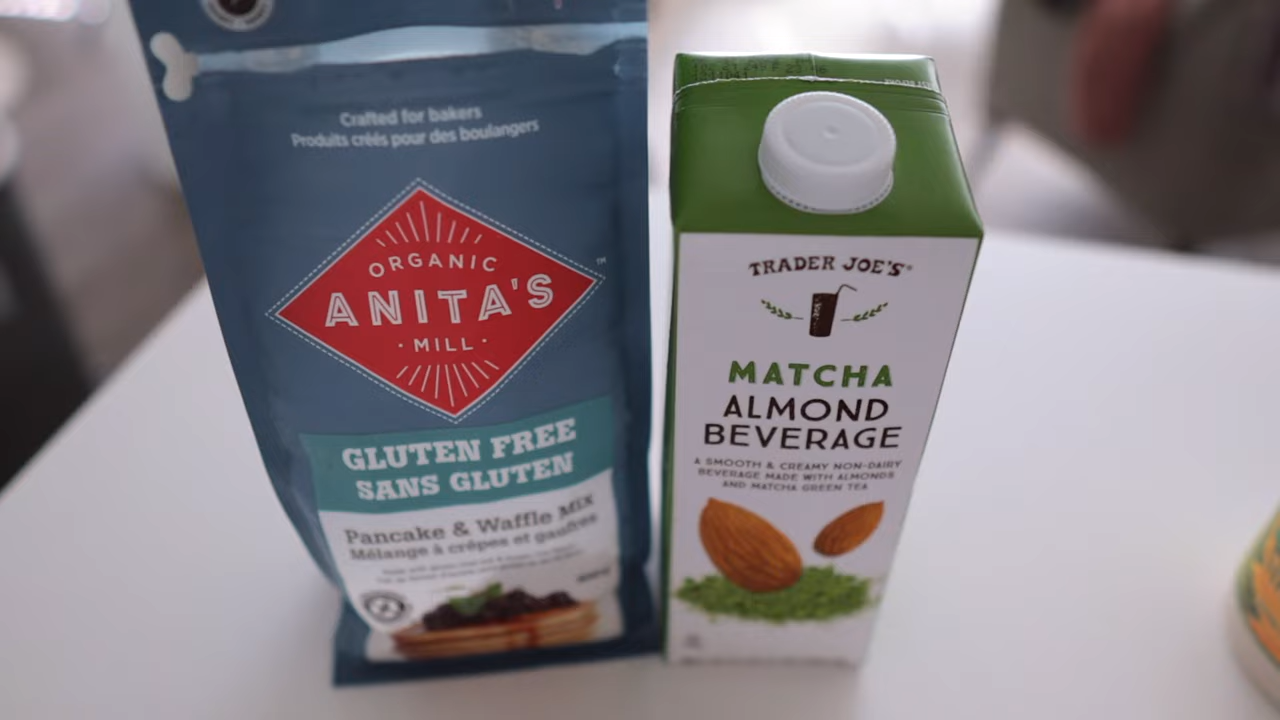 Crafted for bakers
Produits créés pour des boulangers
ORGANIC
ANITA'S
TM
· MILL ·
GLUTEN FREE
SANS GLUTEN
Pancake & Waffle Mix
Mélange à crêpes et gaufres
TRADER JOE'S®
MATCHA
ALMOND
BEVERAGE
A SMOOTH & CREAMY NON-DAIRY
BEVERAGE MADE WITH ALMONDS
AND MATCHA GREEN TEA